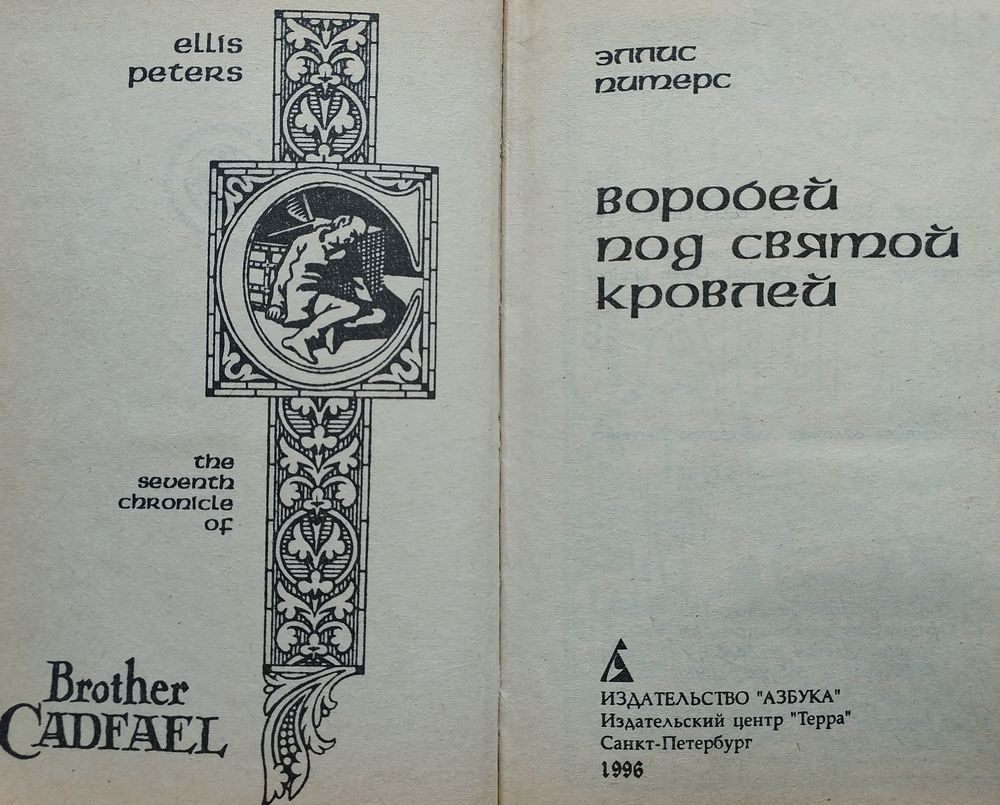 ellis
peters
the
seventh
chronicle
of
Brother
CADFAEL
эллис
питерс
воробей
под святой
кровлей
ИЗДАТЕЛЬСТВО "АЗБУКА"
Издательский центр "Терра"
Санкт-Петербург
1996